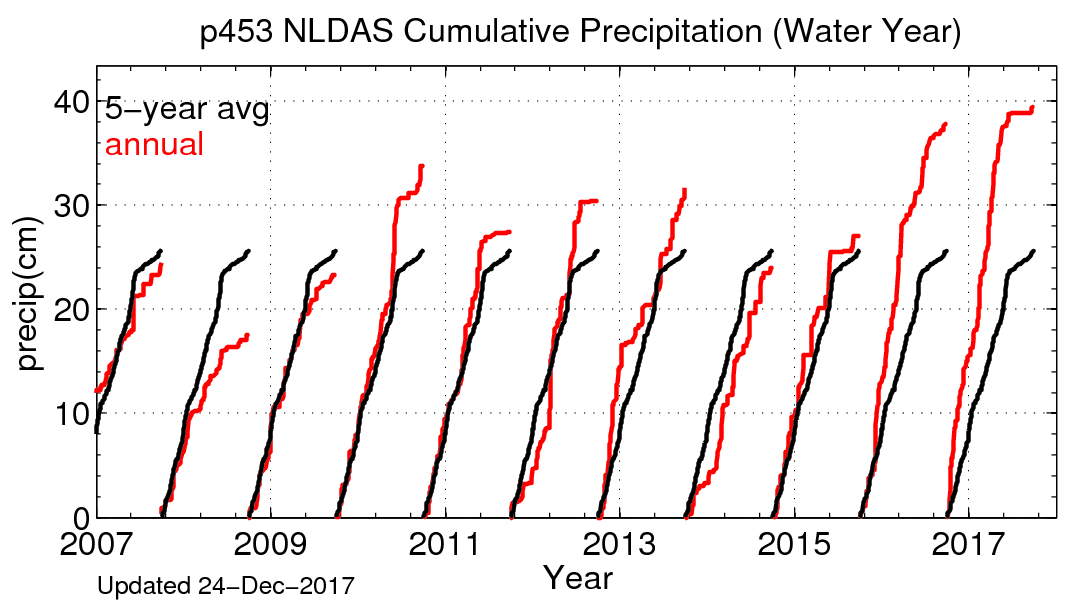 p453 NLDAS Cumulative Precipitation (Water Year)
5−year avg
annual
precip(cm)
40
30
20
10
0
2007 2009 2011 2013 2015 2017
Year
Updated 24−Dec−2017